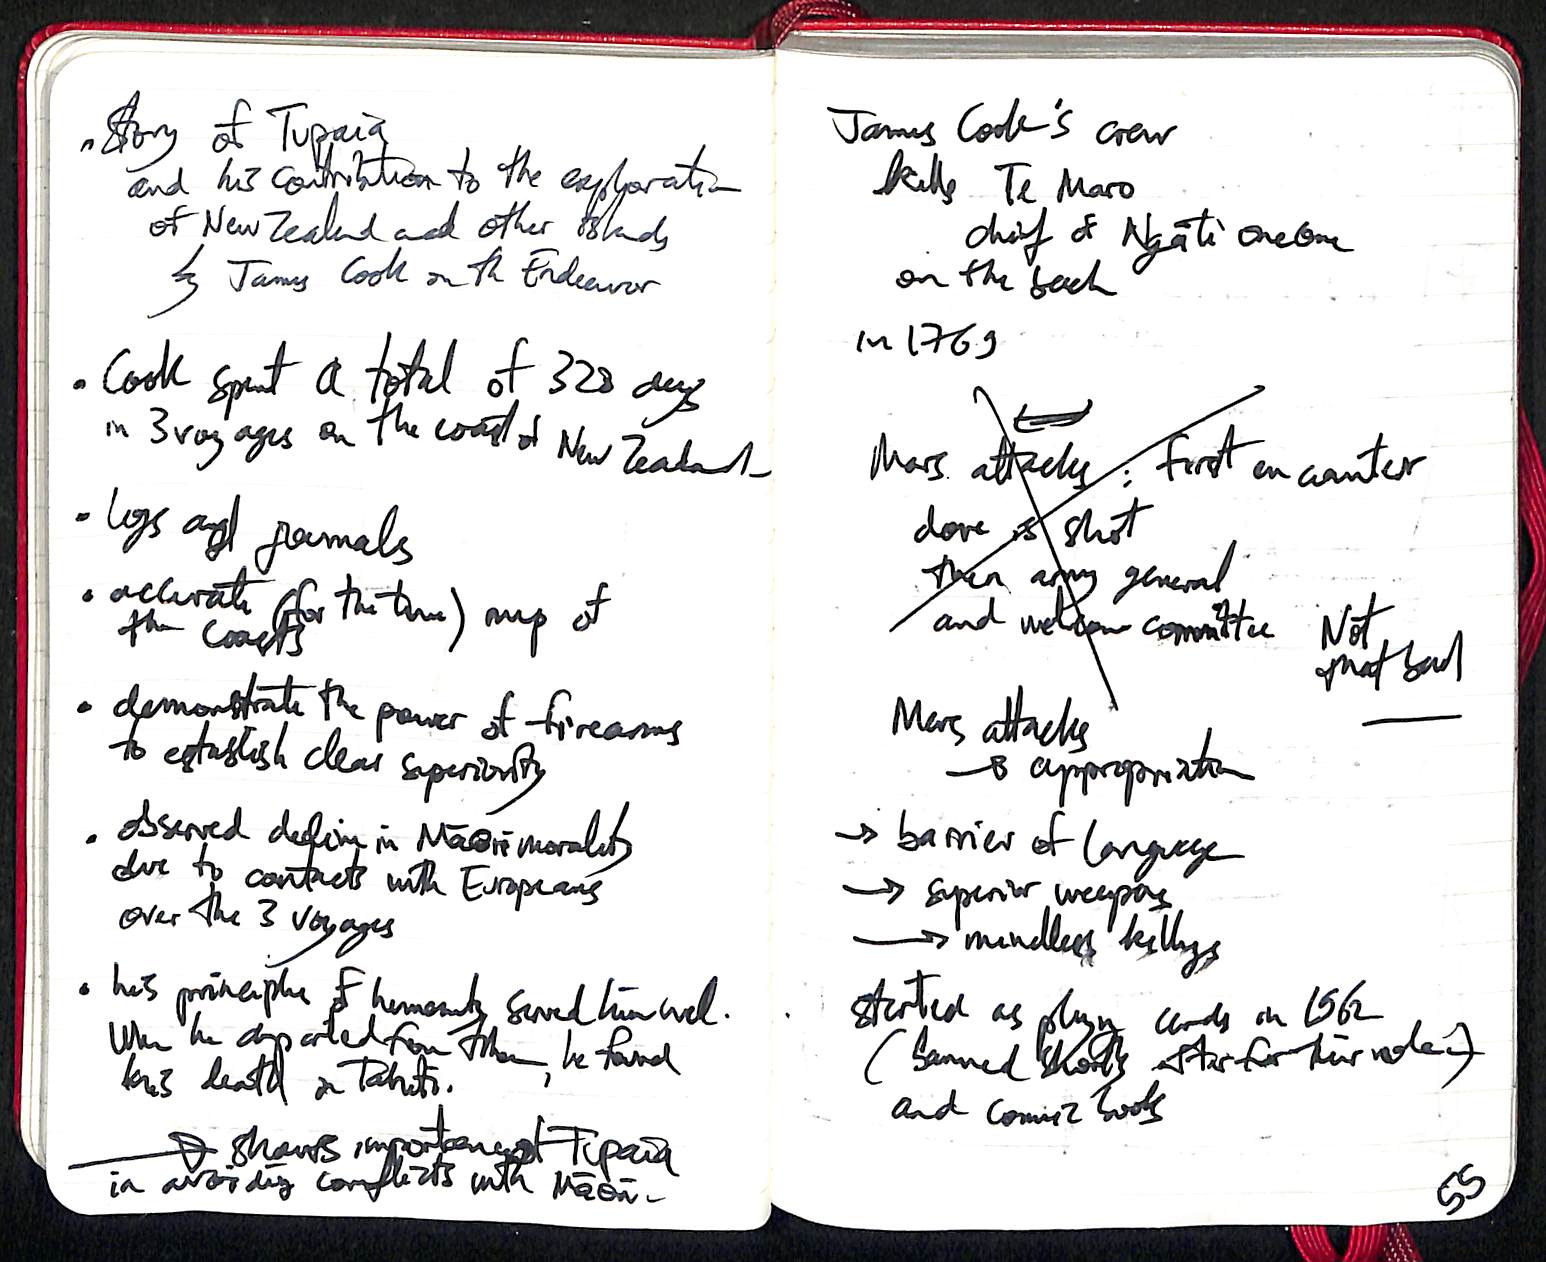 • Story of Tupaia
and his contribution to the exploration
of New Zealand and other islands
by James Cook on the Endeavor
• Cook spent a total of 328 days
in 3 voyages on the coast of New Zealand
• logs and journals
• accurate (for the time) map of
the coasts
• demonstrate the power of firearms
to establish clear superiority
• observed decline in Māori morality
due to contacts with Europeans
over the 3 voyages
• his principle of humanity served him well.
When he departed from them, he found
his death in Tahiti.
→ shows importance of Tupaia
in avoiding conflicts with Māori
James Cook's crew
kills Te Maro
chief of Ngāti Oneone
on the beach
in 1769
Mars attacks : first encounter
dove is shot
then army general
and welcome committee
Not
that bad
Mars attacks
→ appropriation
→ barrier of language
→ superior weapons
→ mindless killings
started as playing cards in 1962
(banned shortly after for their violence)
and comic books
55